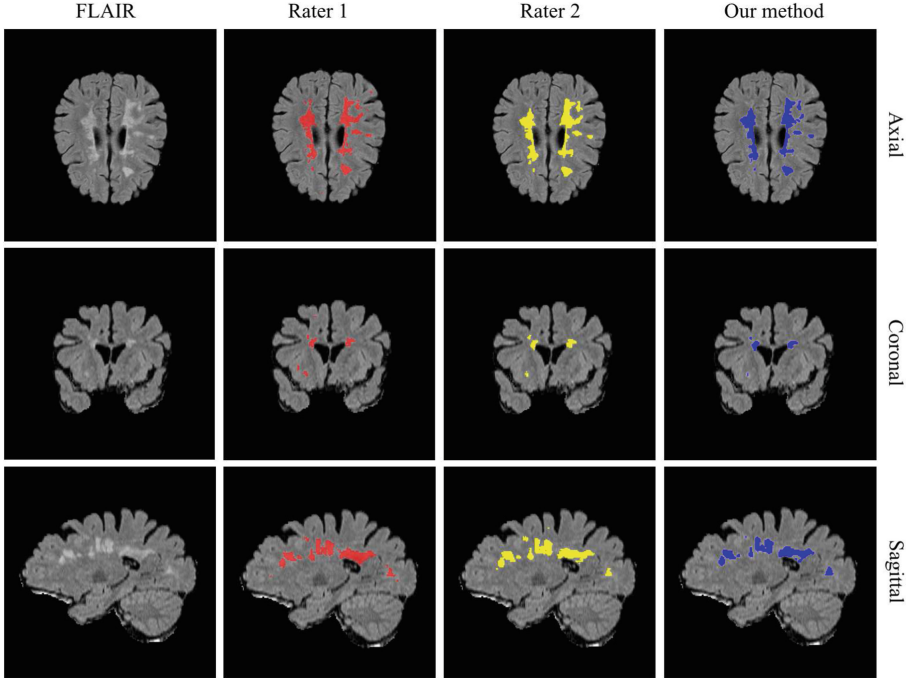 FLAIR
Rater 1
Rater 2
Our method
Axial
Coronal
Sagittal